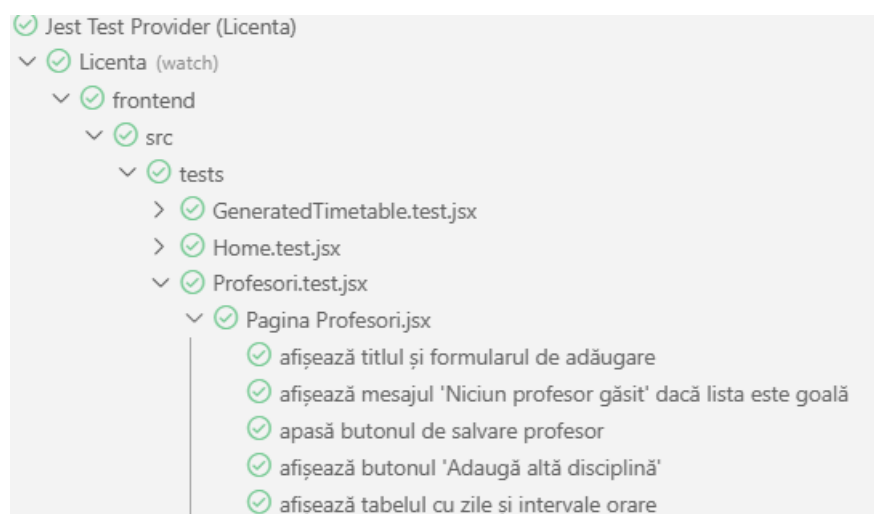 Jest Test Provider (Licenta)
Licenta (watch)
frontend
src
tests
GeneratedTimetable.test.jsx
Home.test.jsx
Profesori.test.jsx
Pagina Profesori.jsx
afișează titlul și formularul de adăugare
afișează mesajul 'Niciun profesor găsit' dacă lista este goală
apasă butonul de salvare profesor
afișează butonul 'Adaugă altă disciplină'
afișează tabelul cu zile și intervale orare